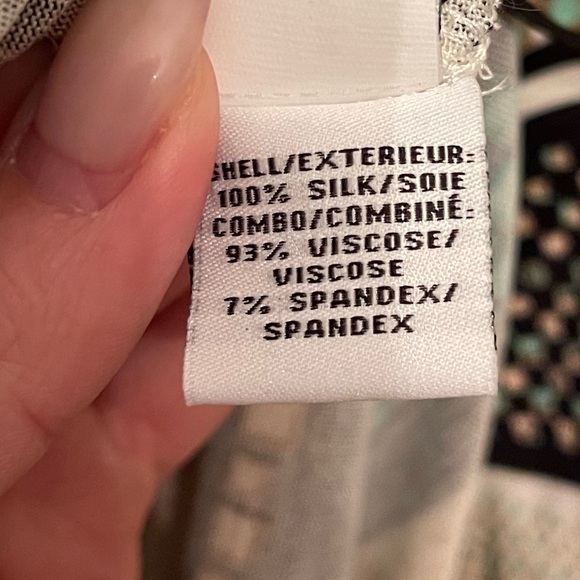 SHELL/EXTERIEUR:
100% SILK/SOIE
COMBO/COMBINÉ:
93% VISCOSE/
VISCOSE
7% SPANDEX/
SPANDEX